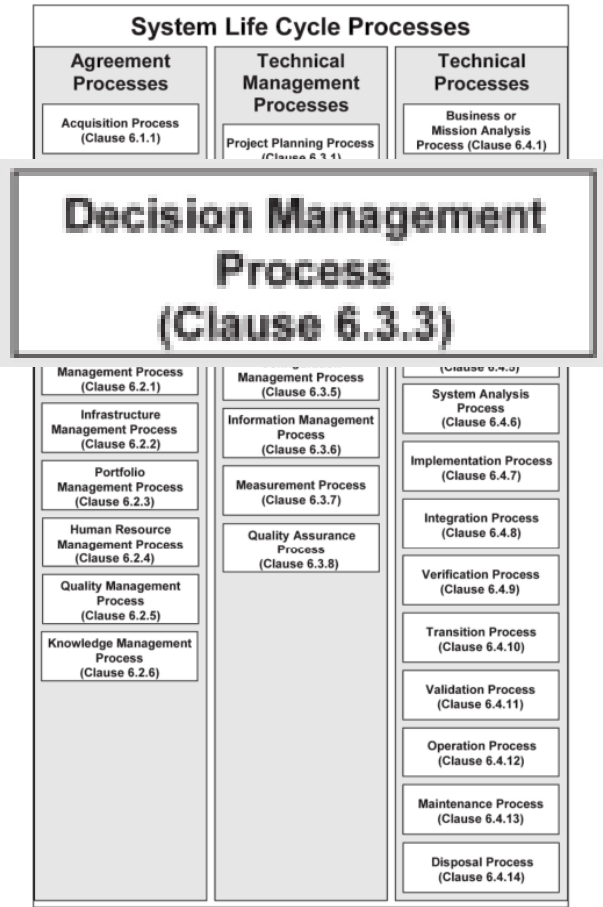 System Life Cycle Processes
Agreement
Processes
Acquisition Process
(Clause 6.1.1)
Technical
Management
Processes
Project Planning Process
(Clause 6.3.1)
Technical
Processes
Business or
Mission Analysis
Process (Clause 6.4.1)
Decision Management
Process
(Clause 6.3.3)
Management Process
(Clause 6.2.1)
Infrastructure
Management Process
(Clause 6.2.2)
Portfolio
Management Process
(Clause 6.2.3)
Human Resource
Management Process
(Clause 6.2.4)
Quality Management
Process
(Clause 6.2.5)
Knowledge Management
Process
(Clause 6.2.6)
Management Process
(Clause 6.3.5)
Information Management
Process
(Clause 6.3.6)
Measurement Process
(Clause 6.3.7)
Quality Assurance
Process
(Clause 6.3.8)
(Clause 6.4.5)
System Analysis
Process
(Clause 6.4.6)
Implementation Process
(Clause 6.4.7)
Integration Process
(Clause 6.4.8)
Verification Process
(Clause 6.4.9)
Transition Process
(Clause 6.4.10)
Validation Process
(Clause 6.4.11)
Operation Process
(Clause 6.4.12)
Maintenance Process
(Clause 6.4.13)
Disposal Process
(Clause 6.4.14)